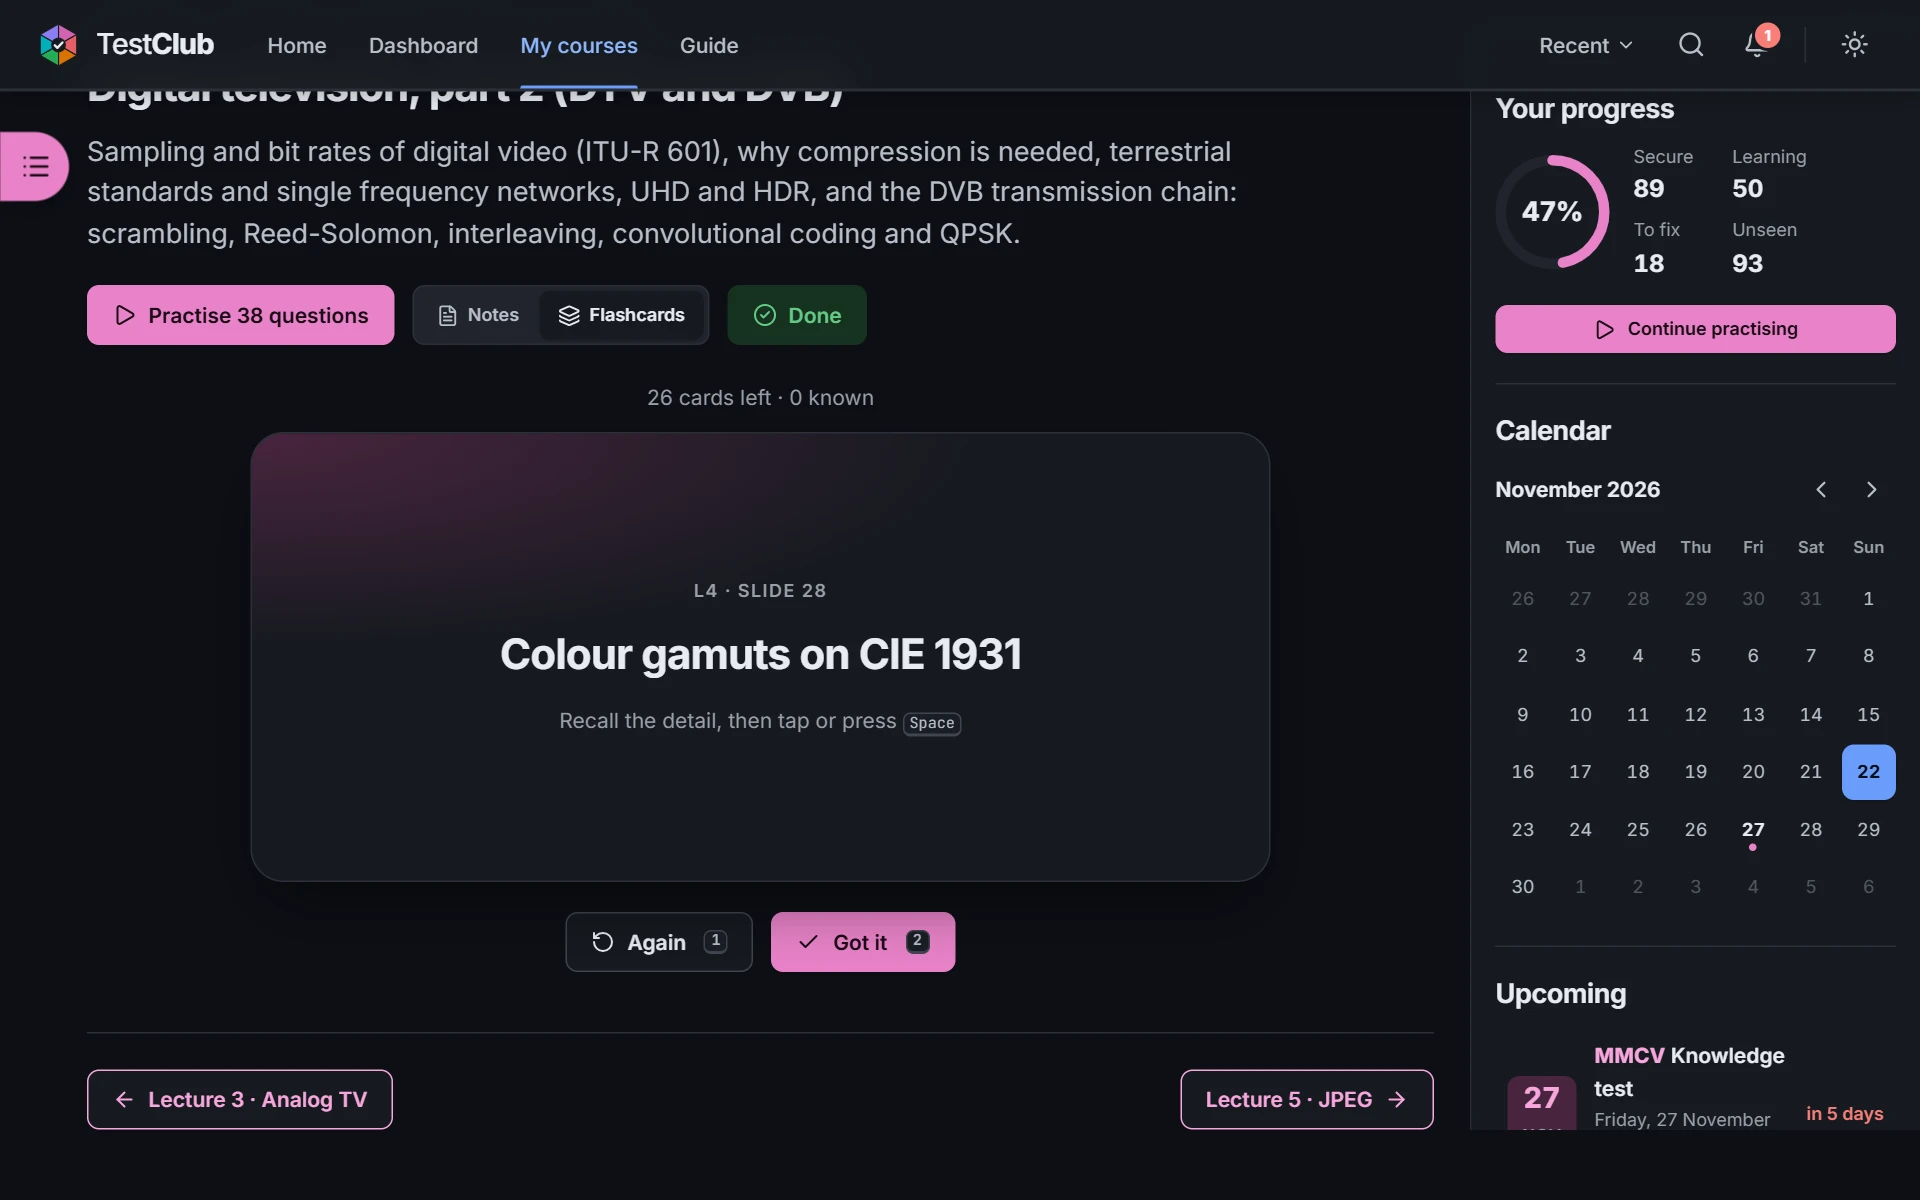 TestClub
Home
Dashboard
My courses
Guide
Recent
1
Digital television, part 2 (DTV and DVB)
Sampling and bit rates of digital video (ITU-R 601), why compression is needed, terrestrial
standards and single frequency networks, UHD and HDR, and the DVB transmission chain:
scrambling, Reed-Solomon, interleaving, convolutional coding and QPSK.
Practise 38 questions
Notes
Flashcards
Done
26 cards left · 0 known
L4 · SLIDE 28
Colour gamuts on CIE 1931
Recall the detail, then tap or press Space
Again 1
Got it 2
Lecture 3 · Analog TV
Lecture 5 · JPEG
Your progress
47%
Secure
89
Learning
50
To fix
18
Unseen
93
Continue practising
Calendar
November 2026
Mon Tue Wed Thu Fri Sat Sun
26 27 28 29 30 31 1
2 3 4 5 6 7 8
9 10 11 12 13 14 15
16 17 18 19 20 21 22
23 24 25 26 27 28 29
30 1 2 3 4 5 6
Upcoming
27
MMCV Knowledge
test
Friday, 27 November
in 5 days